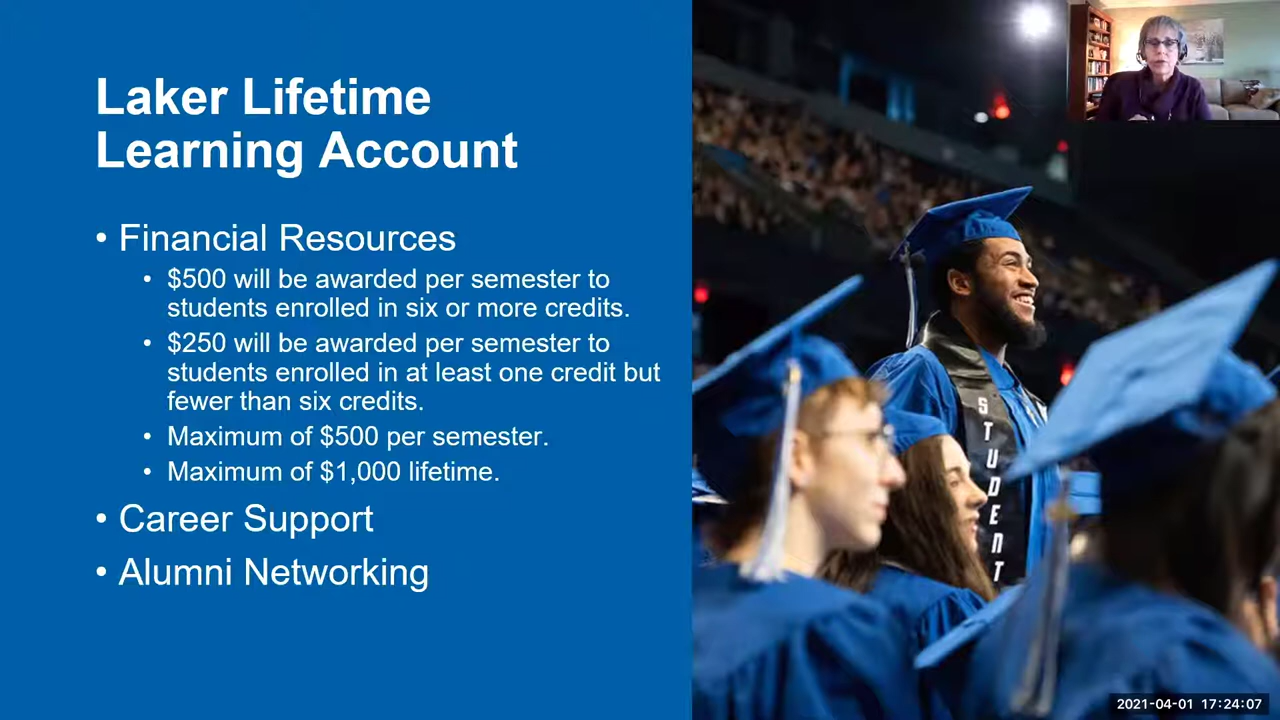 Laker Lifetime
Learning Account
• Financial Resources
• $500 will be awarded per semester to
students enrolled in six or more credits.
• $250 will be awarded per semester to
students enrolled in at least one credit but
fewer than six credits.
• Maximum of $500 per semester.
• Maximum of $1,000 lifetime.
• Career Support
• Alumni Networking
STUDENT
2021-04-01 17:24:07